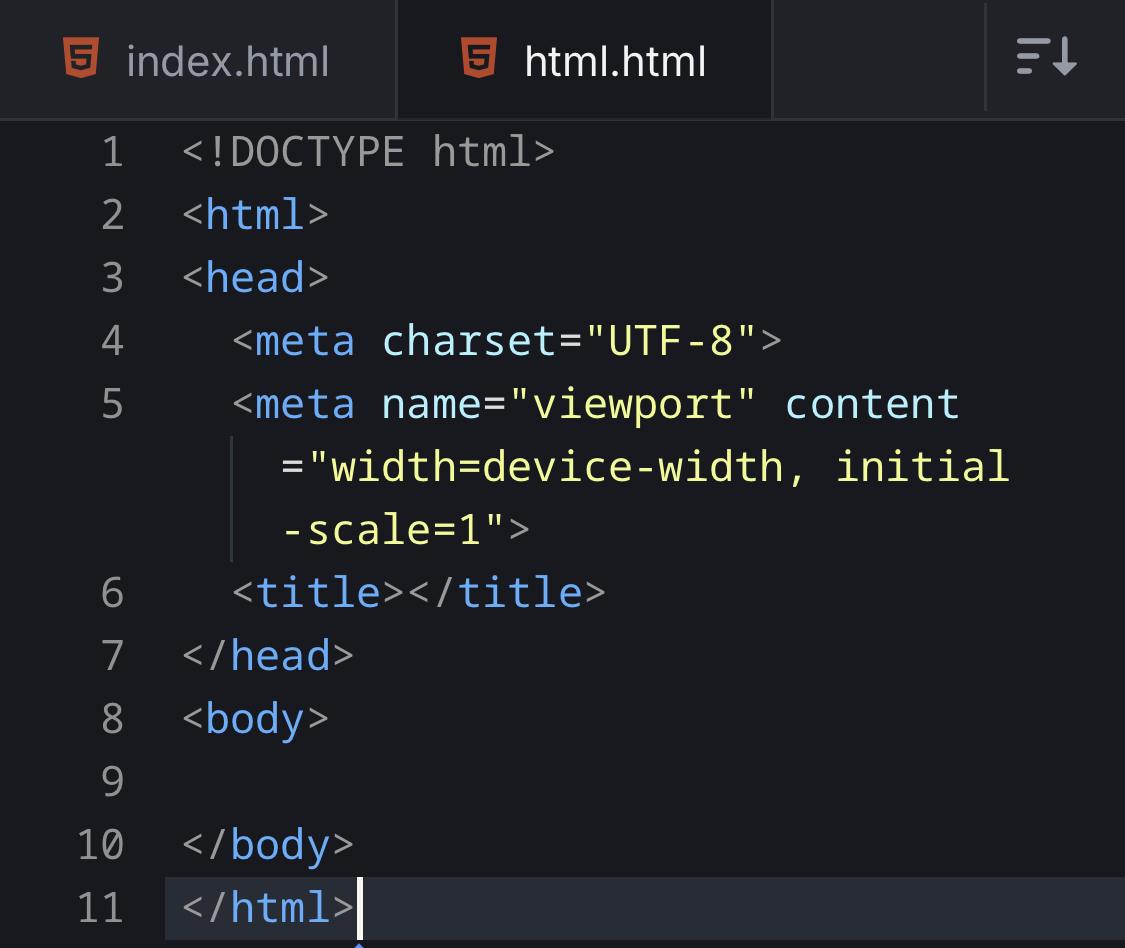 index.html
html.html
1 <!DOCTYPE html>
2 <html>
3 <head>
4   <meta charset="UTF-8">
5   <meta name="viewport" content
    ="width=device-width, initial
    -scale=1">
6   <title></title>
7 </head>
8 <body>
9
10 </body>
11 </html>